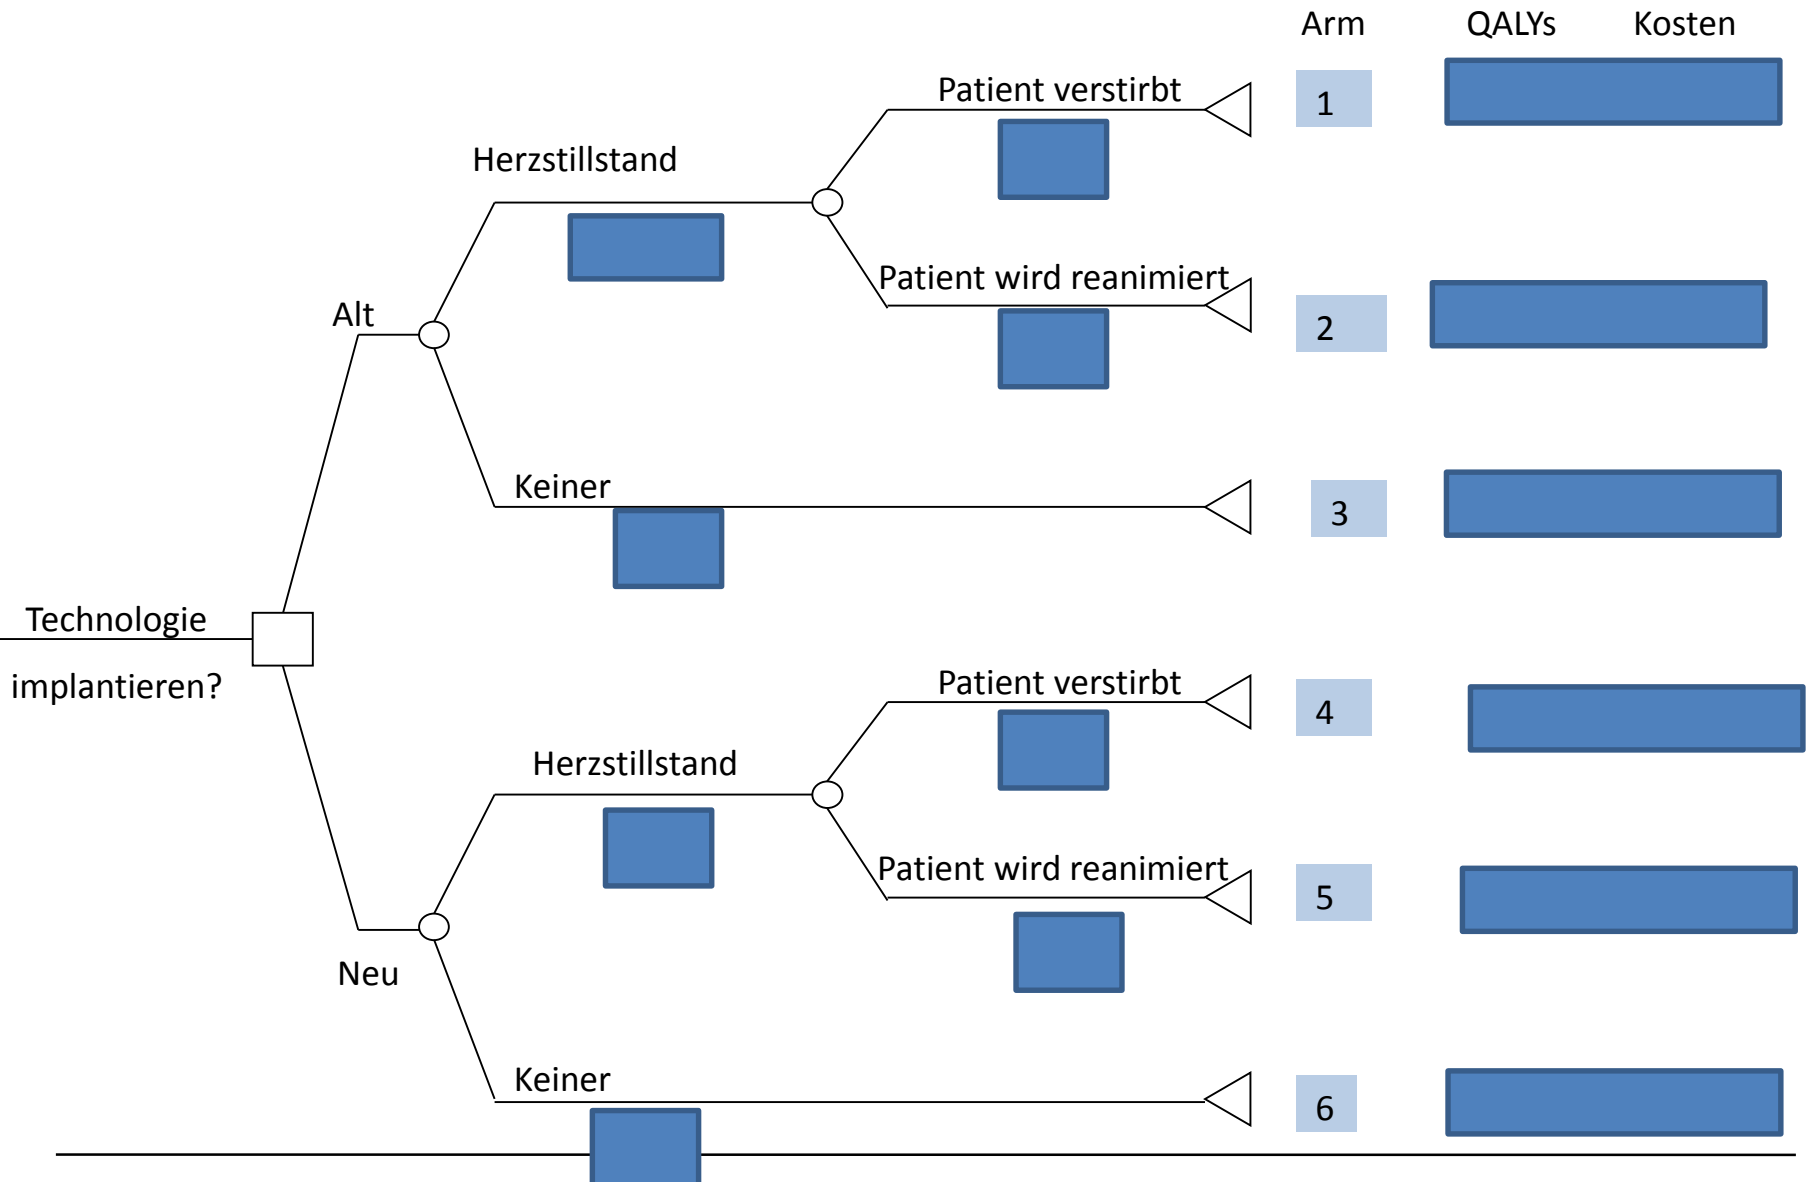 Arm QALYs Kosten
Patient verstirbt
1
Herzstillstand
Patient wird reanimiert
2
Alt
Keiner
3
Technologie
implantieren?
Patient verstirbt
4
Herzstillstand
Patient wird reanimiert
5
Neu
Keiner
6